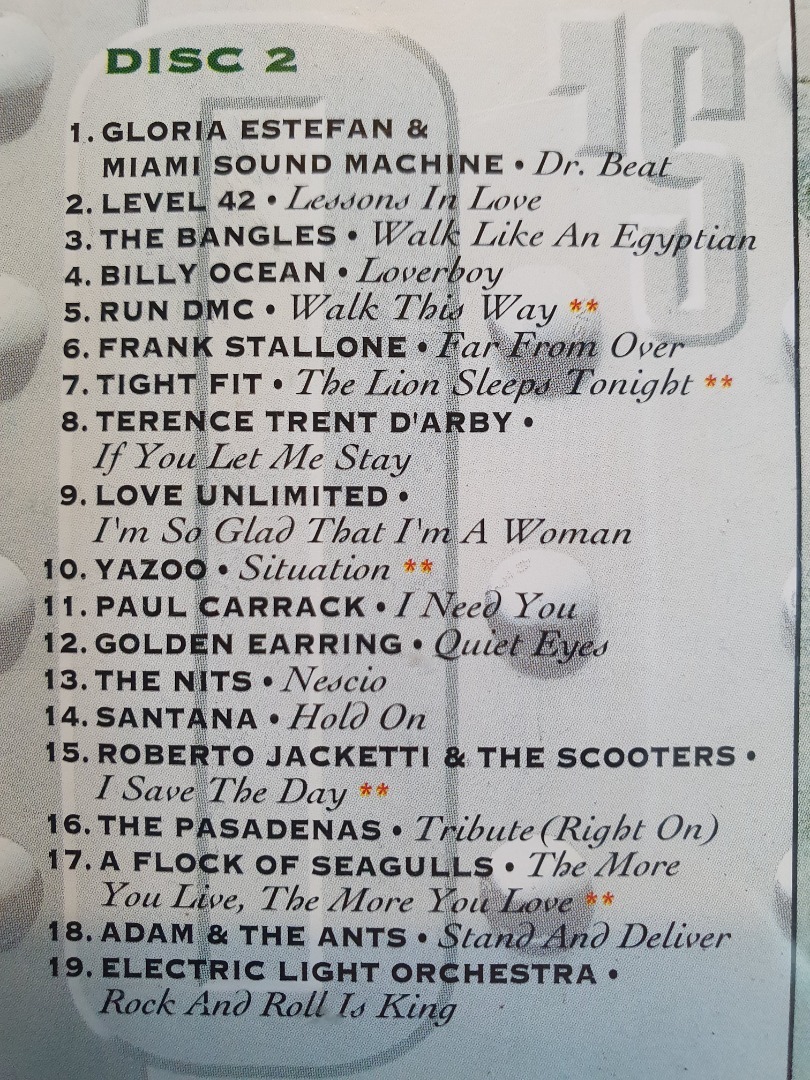 DISC 2
1. GLORIA ESTEFAN &
MIAMI SOUND MACHINE • Dr. Beat
2. LEVEL 42 • Lessons In Love
3. THE BANGLES • Walk Like An Egyptian
4. BILLY OCEAN • Loverboy
5. RUN DMC • Walk This Way **
6. FRANK STALLONE • Far From Over
7. TIGHT FIT • The Lion Sleeps Tonight **
8. TERENCE TRENT D'ARBY •
If You Let Me Stay
9. LOVE UNLIMITED •
I'm So Glad That I'm A Woman
10. YAZOO • Situation **
11. PAUL CARRACK • I Need You
12. GOLDEN EARRING • Quiet Eyes
13. THE NITS • Nescio
14. SANTANA • Hold On
15. ROBERTO JACKETTI & THE SCOOTERS •
I Save The Day **
16. THE PASADENAS • Tribute (Right On)
17. A FLOCK OF SEAGULLS • The More
You Live, The More You Love **
18. ADAM & THE ANTS • Stand And Deliver
19. ELECTRIC LIGHT ORCHESTRA •
Rock And Roll Is King